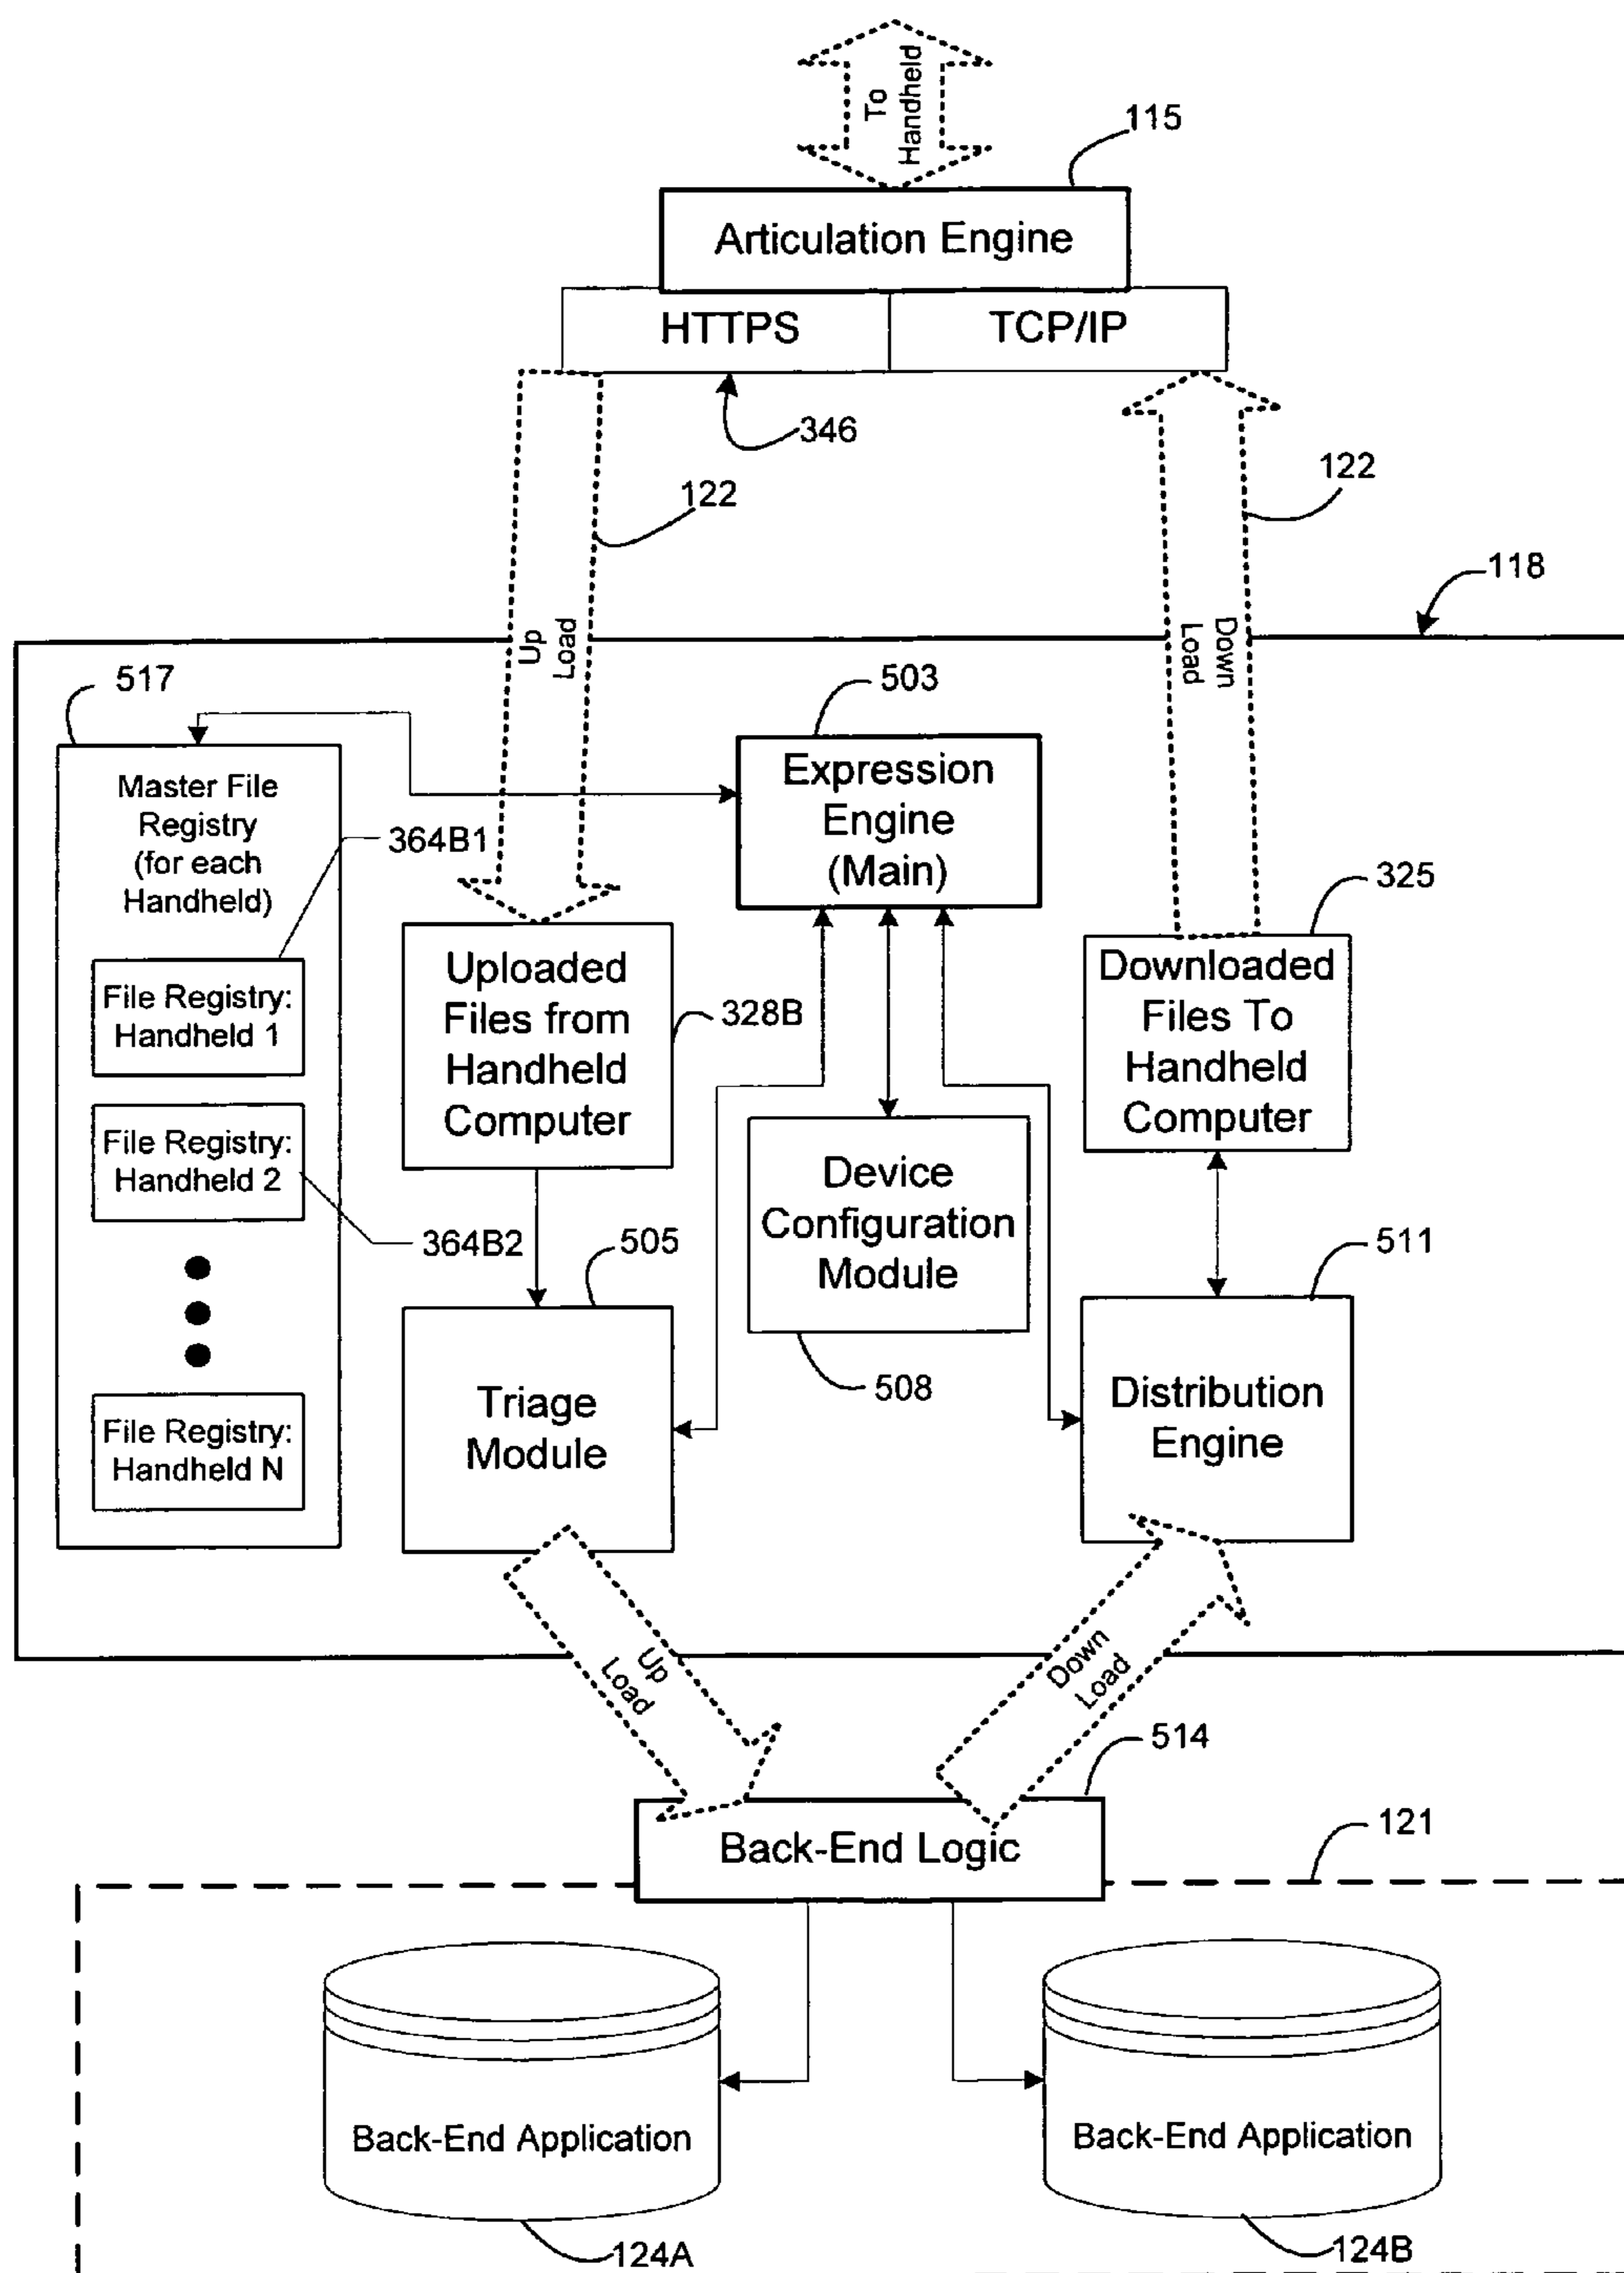 To
Handheld
115
Articulation Engine
HTTPS
TCP/IP
346
122
122
118
Up
Load
Down
Load
517
503
Master File
Registry
(for each
Handheld)
364B1
Expression
Engine
(Main)
325
File Registry:
Handheld 1
Uploaded
Files from
Handheld
Computer
328B
Downloaded
Files To
Handheld
Computer
File Registry:
Handheld 2
364B2
505
Device
Configuration
Module
508
511
Triage
Module
Distribution
Engine
File Registry:
Handheld N
Up
Load
Down
Load
514
Back-End Logic
121
Back-End Application
Back-End Application
124A
124B